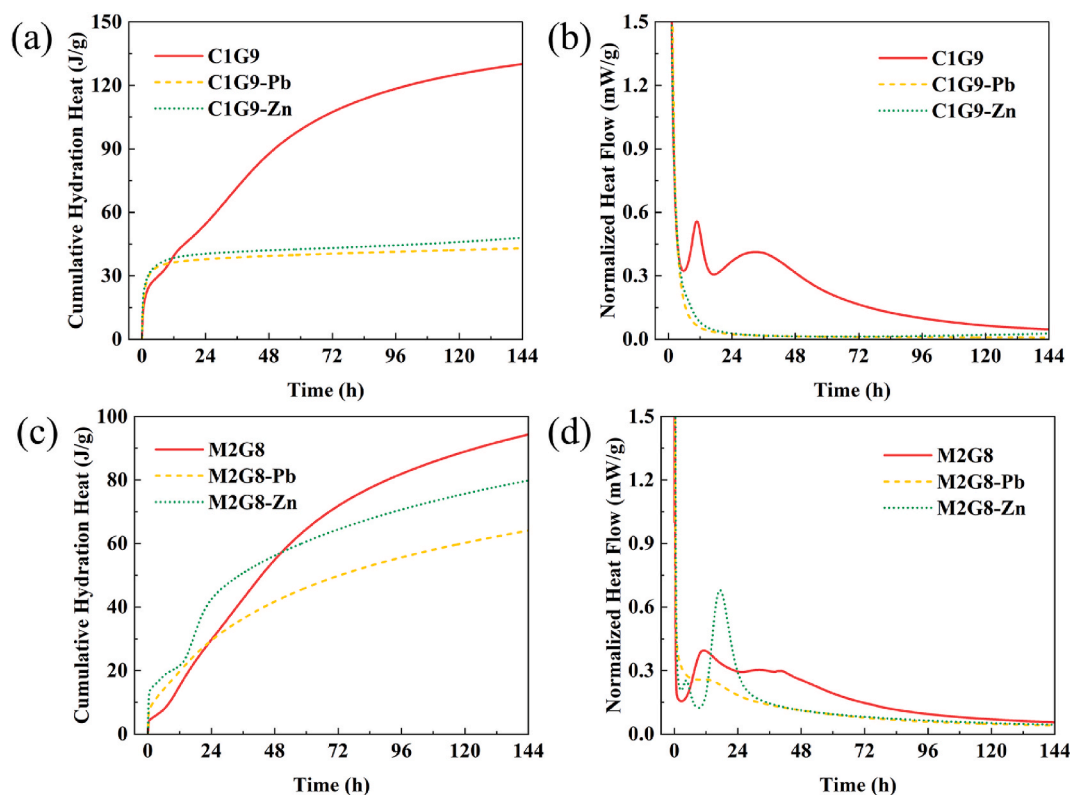 (a)
Cumulative Hydration Heat (J/g)
150
120
90
60
30
0
C1G9
C1G9-Pb
C1G9-Zn
0 24 48 72 96 120 144
Time (h)
(b)
Normalized Heat Flow (mW/g)
1.5
1.2
0.9
0.6
0.3
0.0
C1G9
C1G9-Pb
C1G9-Zn
0 24 48 72 96 120 144
Time (h)
(c)
Cumulative Hydration Heat (J/g)
100
80
60
40
20
0
M2G8
M2G8-Pb
M2G8-Zn
0 24 48 72 96 120 144
Time (h)
(d)
Normalized Heat Flow (mW/g)
1.5
1.2
0.9
0.6
0.3
0.0
M2G8
M2G8-Pb
M2G8-Zn
0 24 48 72 96 120 144
Time (h)